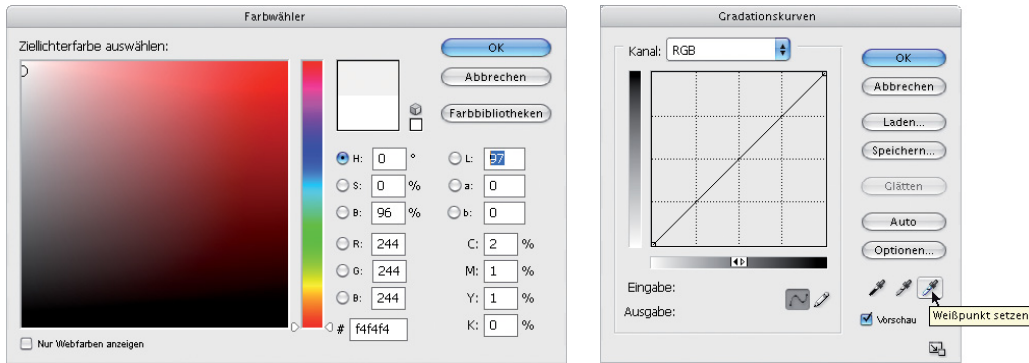 Farbwähler
Ziellichterfarbe auswählen:
OK
Abbrechen
Farbbibliotheken
H: 0 °
S: 0 %
B: 96 %
R: 244
G: 244
B: 244
# f4f4f4
L: 97
a: 0
b: 0
C: 2 %
M: 1 %
Y: 1 %
K: 0 %
Nur Webfarben anzeigen
Gradationskurven
Kanal: RGB
OK
Abbrechen
Laden...
Speichern...
Glätten
Auto
Optionen...
Eingabe:
Ausgabe:
Vorschau
Weißpunkt setzen